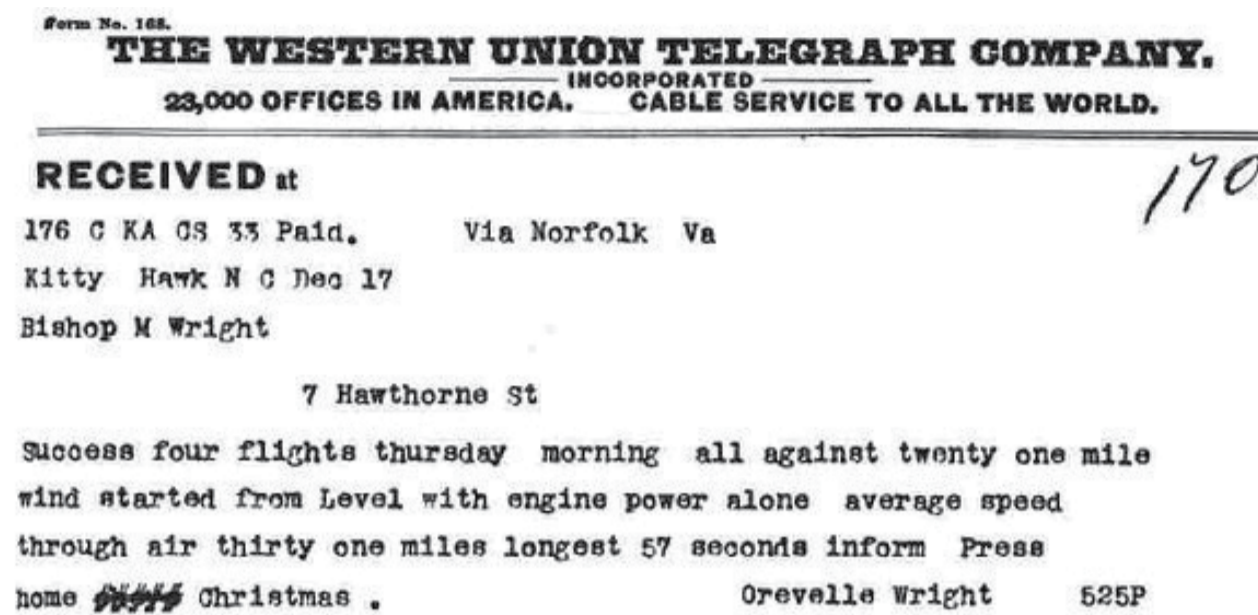 Form No. 168.
THE WESTERN UNION TELEGRAPH COMPANY.
INCORPORATED
23,000 OFFICES IN AMERICA. CABLE SERVICE TO ALL THE WORLD.
RECEIVED at
170
176 C KA CS 33 Paid. Via Norfolk Va
Kitty Hawk N C Dec 17
Bishop M Wright
7 Hawthorne St
Success four flights thursday morning all against twenty one mile
wind started from Level with engine power alone average speed
through air thirty one miles longest 57 seconds inform Press
home Christmas .
Orevelle Wright 525P